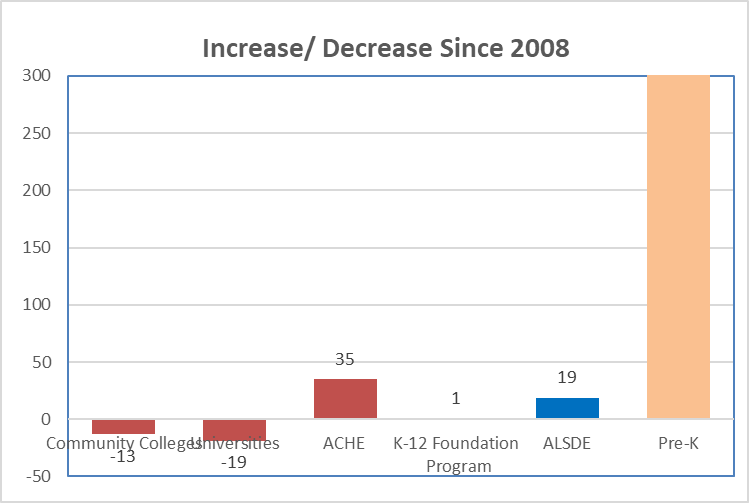 Increase/ Decrease Since 2008
300
250
200
150
100
50
0
-50
35
1
19
-13
-19
Community Colleges
Universities
ACHE
K-12 Foundation
Program
ALSDE
Pre-K